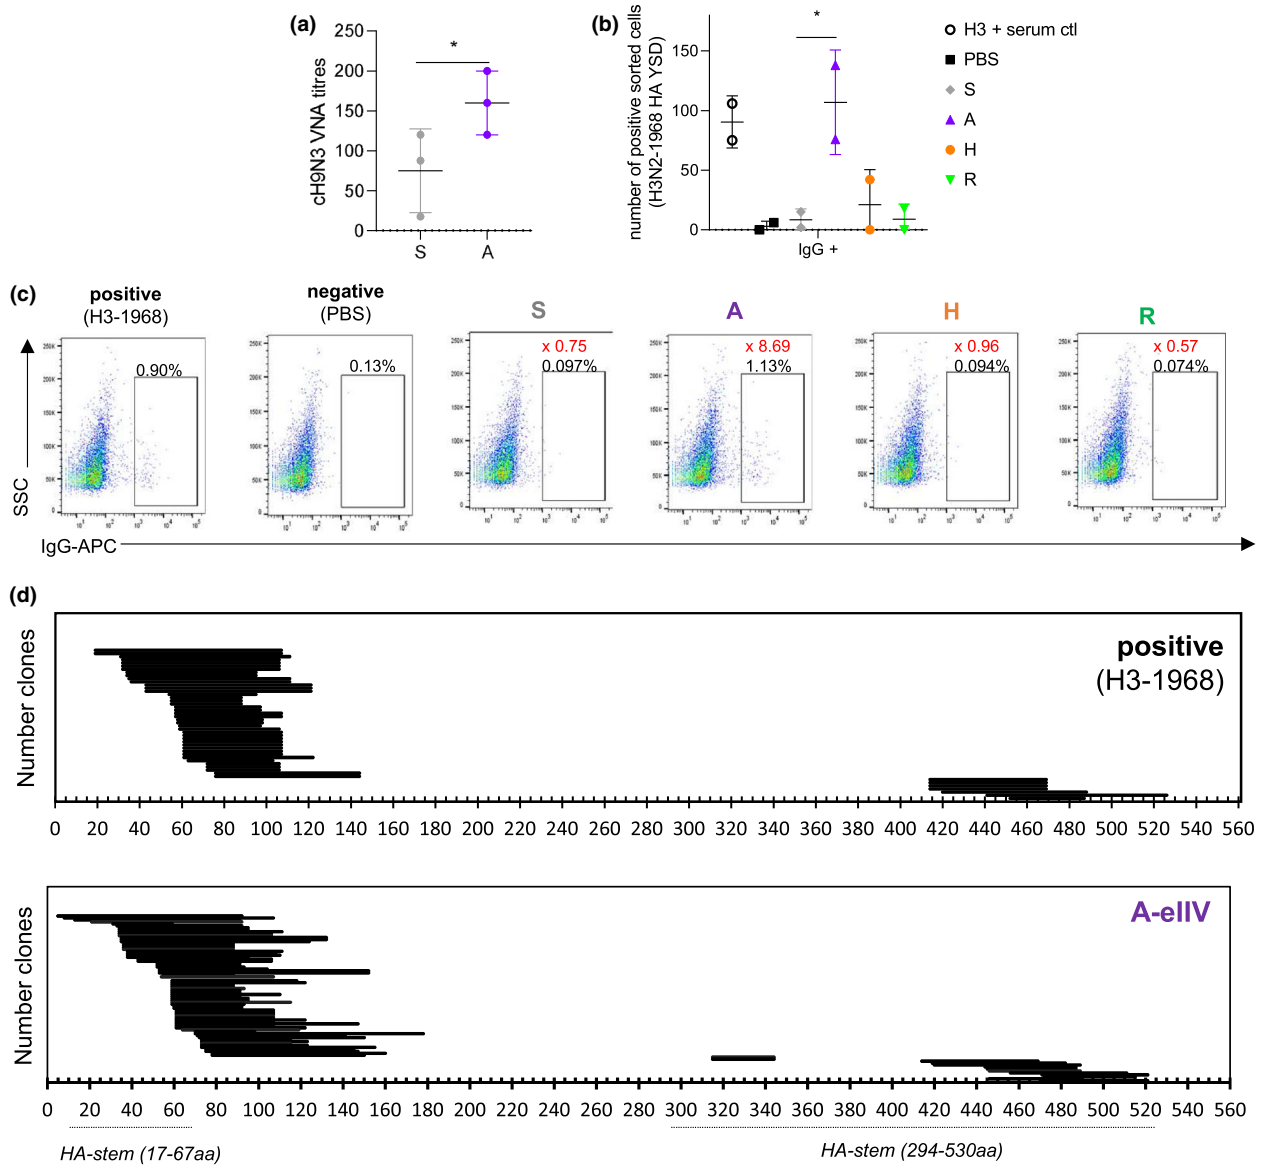 (a)
cH9N3 VNA titres
250
200
150
100
50
0
*
S
A
(b)
number of positive sorted cells
(H3N2-1968 HA YSD)
150
100
50
0
*
IgG +
H3 + serum ctl
PBS
S
A
H
R
(c)
positive
(H3-1968)
negative
(PBS)
S
A
H
R
0.90%
0.13%
x 0.75
0.097%
x 8.69
1.13%
x 0.96
0.094%
x 0.57
0.074%
SSC
IgG-APC
(d)
Number clones
positive
(H3-1968)
0 20 40 60 80 100 120 140 160 180 200 220 240 260 280 300 320 340 360 380 400 420 440 460 480 500 520 540 560
Number clones
A-eIIV
0 20 40 60 80 100 120 140 160 180 200 220 240 260 280 300 320 340 360 380 400 420 440 460 480 500 520 540 560
HA-stem (17-67aa)
HA-stem (294-530aa)